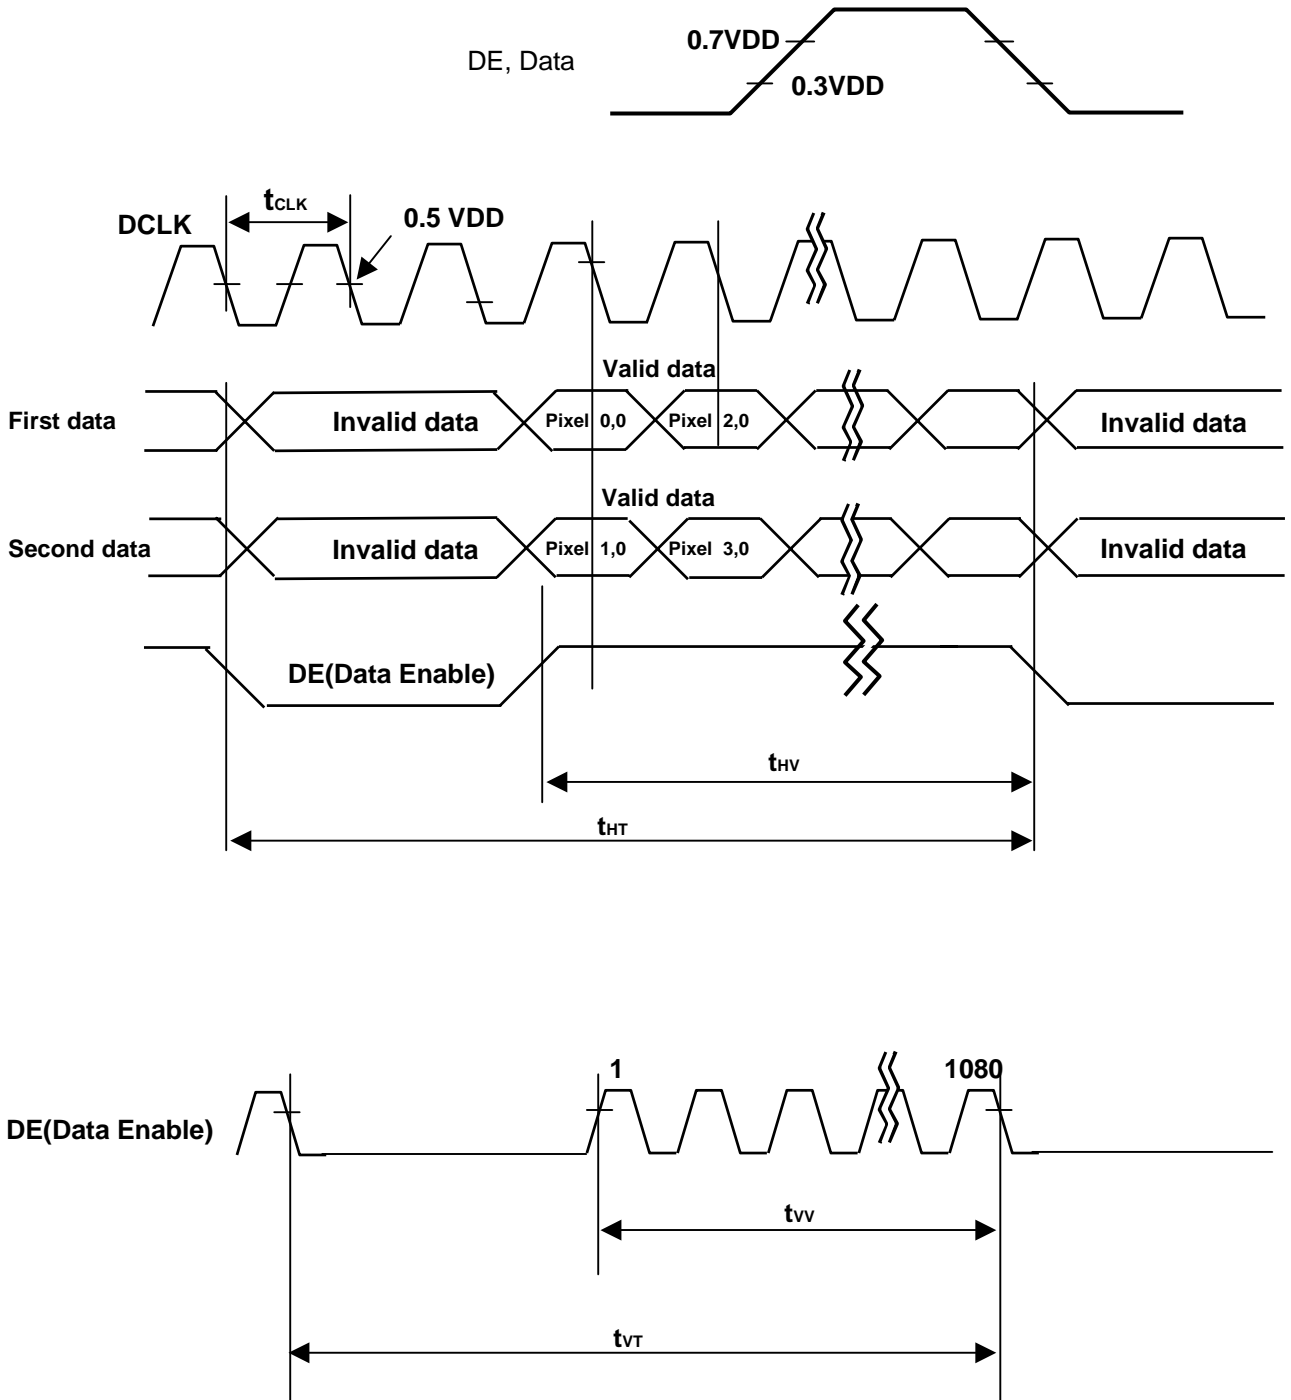 0.7VDD
DE, Data
0.3VDD
tCLK
DCLK
0.5 VDD
Valid data
First data
Invalid data
Pixel 0,0
Pixel 2,0
Invalid data
Valid data
Second data
Invalid data
Pixel 1,0
Pixel 3,0
Invalid data
DE(Data Enable)
tHV
tHT
1
1080
DE(Data Enable)
tVV
tVT